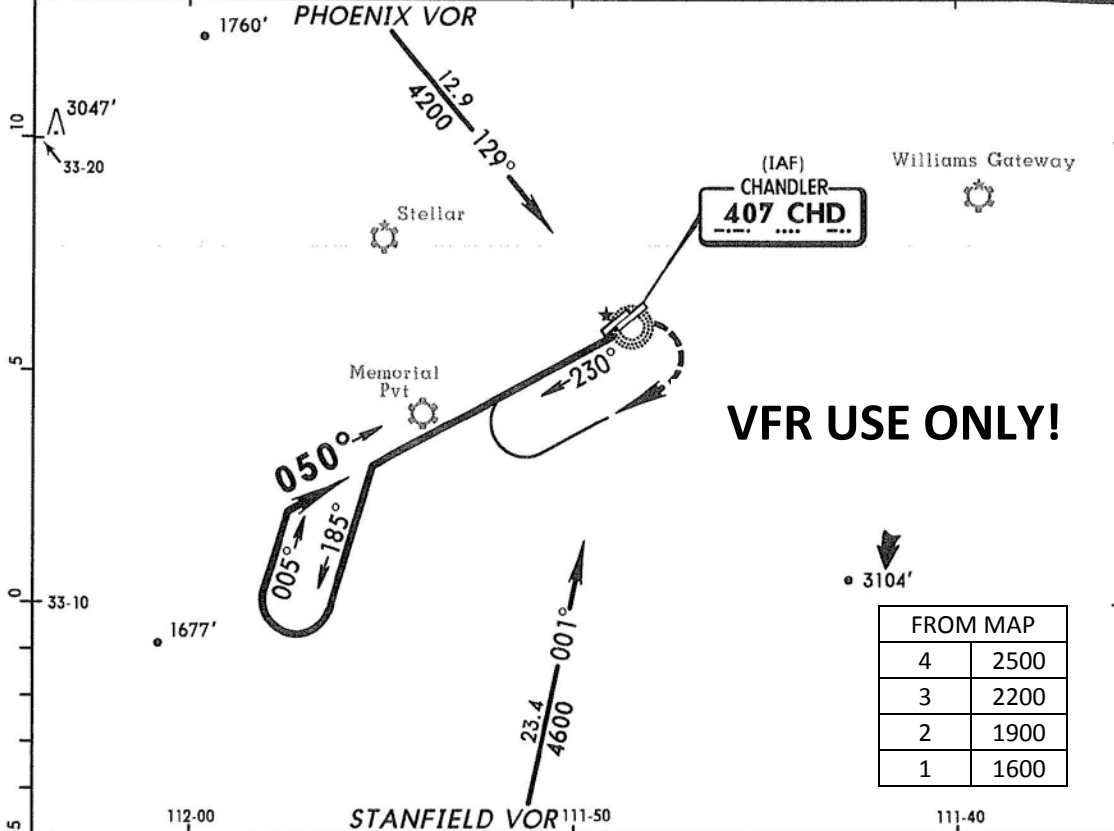 PHOENIX VOR
1760'
12.9
4200
129°
10
3047'
33-20
(IAF)
CHANDLER
407 CHD
Williams Gateway
Stellar
5
230°
Memorial
Pvt
VFR USE ONLY!
050°
185°
005°
3104'
0
33-10
1677'
001°
23.4
4600
FROM MAP
4 2500
3 2200
2 1900
1 1600
5
112-00
STANFIELD VOR
111-50
111-40